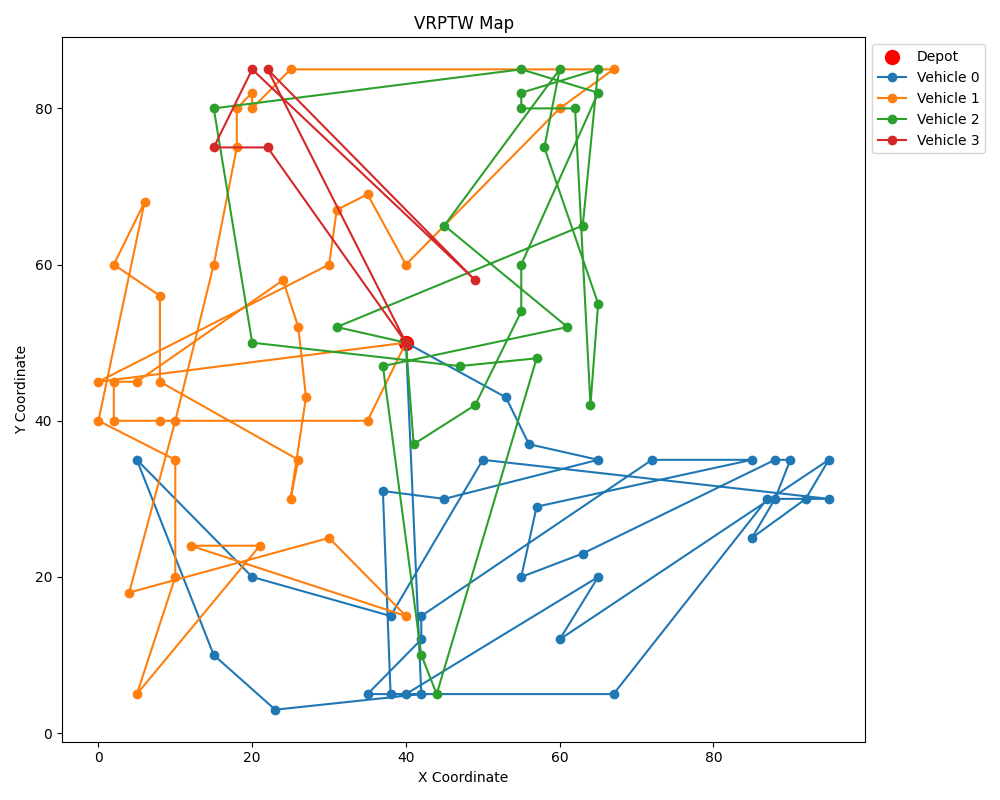 VRPTW Map
Depot
Vehicle 0
Vehicle 1
Vehicle 2
Vehicle 3
Y Coordinate
80
60
40
20
0
0
20
40
60
80
X Coordinate